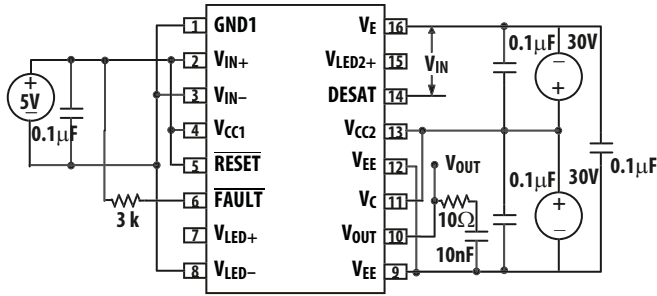 1 GND1
2 VIN+
3 VIN–
4 VCC1
5 RESET
6 FAULT
7 VLED+
8 VLED–
VE 16
VLED2+ 15
DESAT 14
VCC2 13
VEE 12
VC 11
VOUT 10
VEE 9
+
5V
–
0.1µF
3 k
VIN
VOUT
10Ω
10nF
0.1µF
30V
–
+
0.1µF
30V
+
–
0.1µF